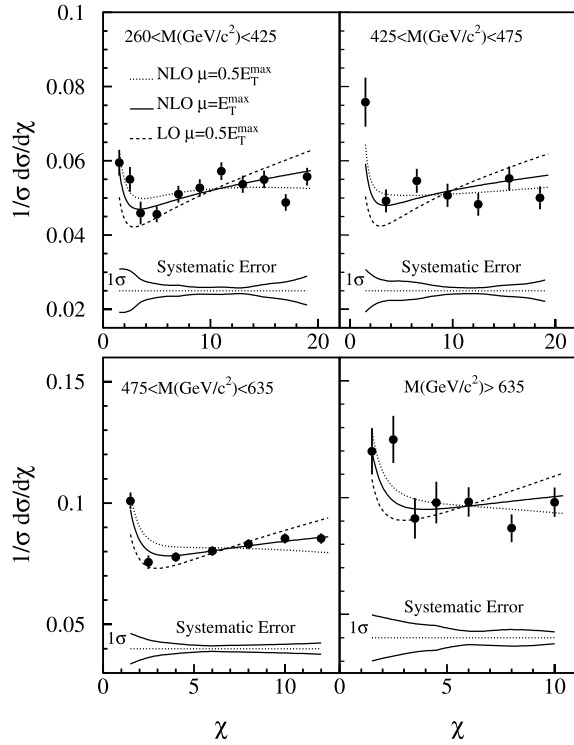 0.1
0.08
0.06
0.04
0.02
260<M(GeV/c²)<425
NLO μ=0.5E_T^max
NLO μ=E_T^max
LO μ=0.5E_T^max
1/σ dσ/dχ
1σ
Systematic Error
0 10 20
χ
425<M(GeV/c²)<475
1σ
Systematic Error
0 10 20
χ
0.15
0.1
0.05
475<M(GeV/c²)<635
1/σ dσ/dχ
1σ
Systematic Error
0 5 10
χ
M(GeV/c²)> 635
1σ
Systematic Error
0 5 10
χ